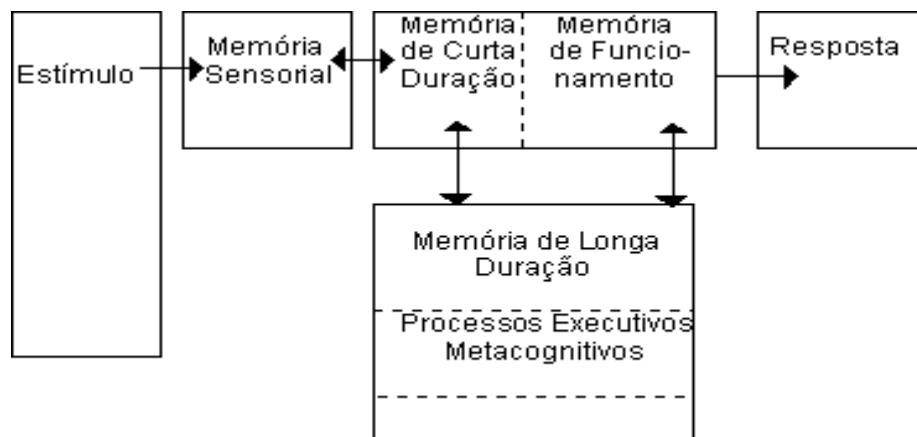 Estímulo
Memória
Sensorial
Memória
de Curta
Duração
Memória
de Funcio-
namento
Resposta
Memória de Longa
Duração
Processos Executivos
Metacognitivos